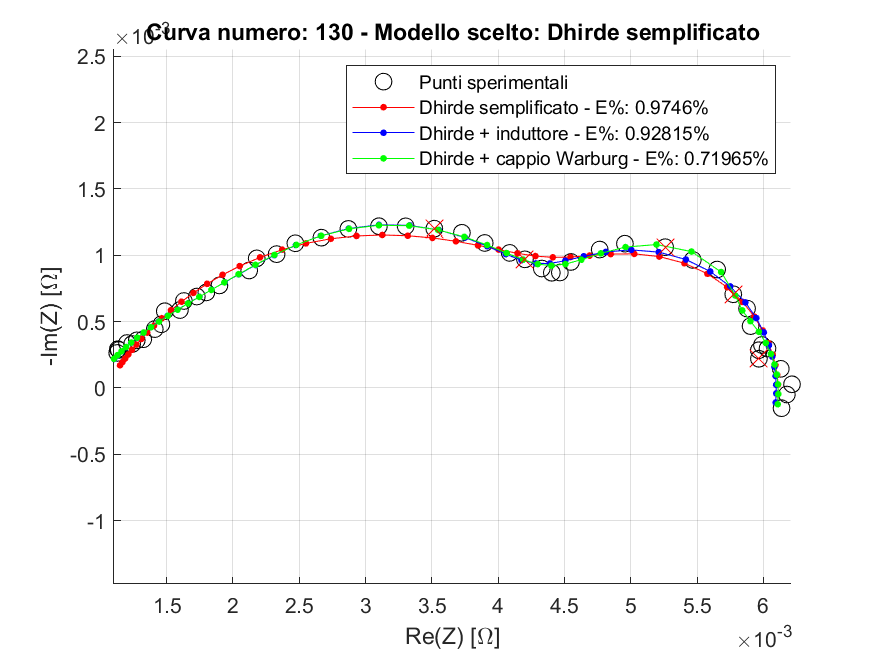 Curva numero: 130 - Modello scelto: Dhirde semplificato
×10-3
2.5
2
1.5
1
0.5
0
-0.5
-1
-Im(Z) [Ω]
Punti sperimentali
Dhirde semplificato - E%: 0.9746%
Dhirde + induttore - E%: 0.92815%
Dhirde + cappio Warburg - E%: 0.71965%
1.5 2 2.5 3 3.5 4 4.5 5 5.5 6
Re(Z) [Ω]
×10-3